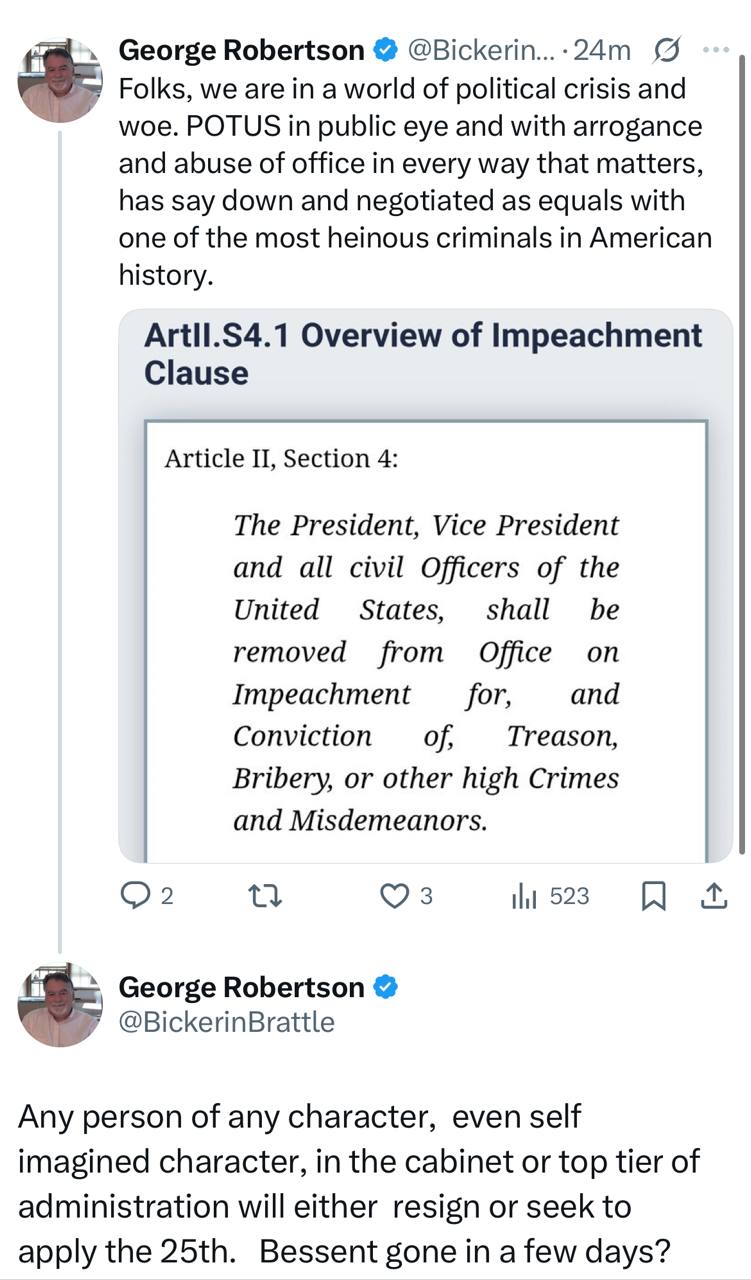 George Robertson @Bickerin... · 24m
Folks, we are in a world of political crisis and
woe. POTUS in public eye and with arrogance
and abuse of office in every way that matters,
has say down and negotiated as equals with
one of the most heinous criminals in American
history.
ArtII.S4.1 Overview of Impeachment
Clause
Article II, Section 4:
The President, Vice President
and all civil Officers of the
United States, shall be
removed from Office on
Impeachment for, and
Conviction of, Treason,
Bribery, or other high Crimes
and Misdemeanors.
2 3 523
George Robertson
@BickerinBrattle
Any person of any character,  even self
imagined character, in the cabinet or top tier of
administration will either  resign or seek to
apply the 25th.   Bessent gone in a few days?